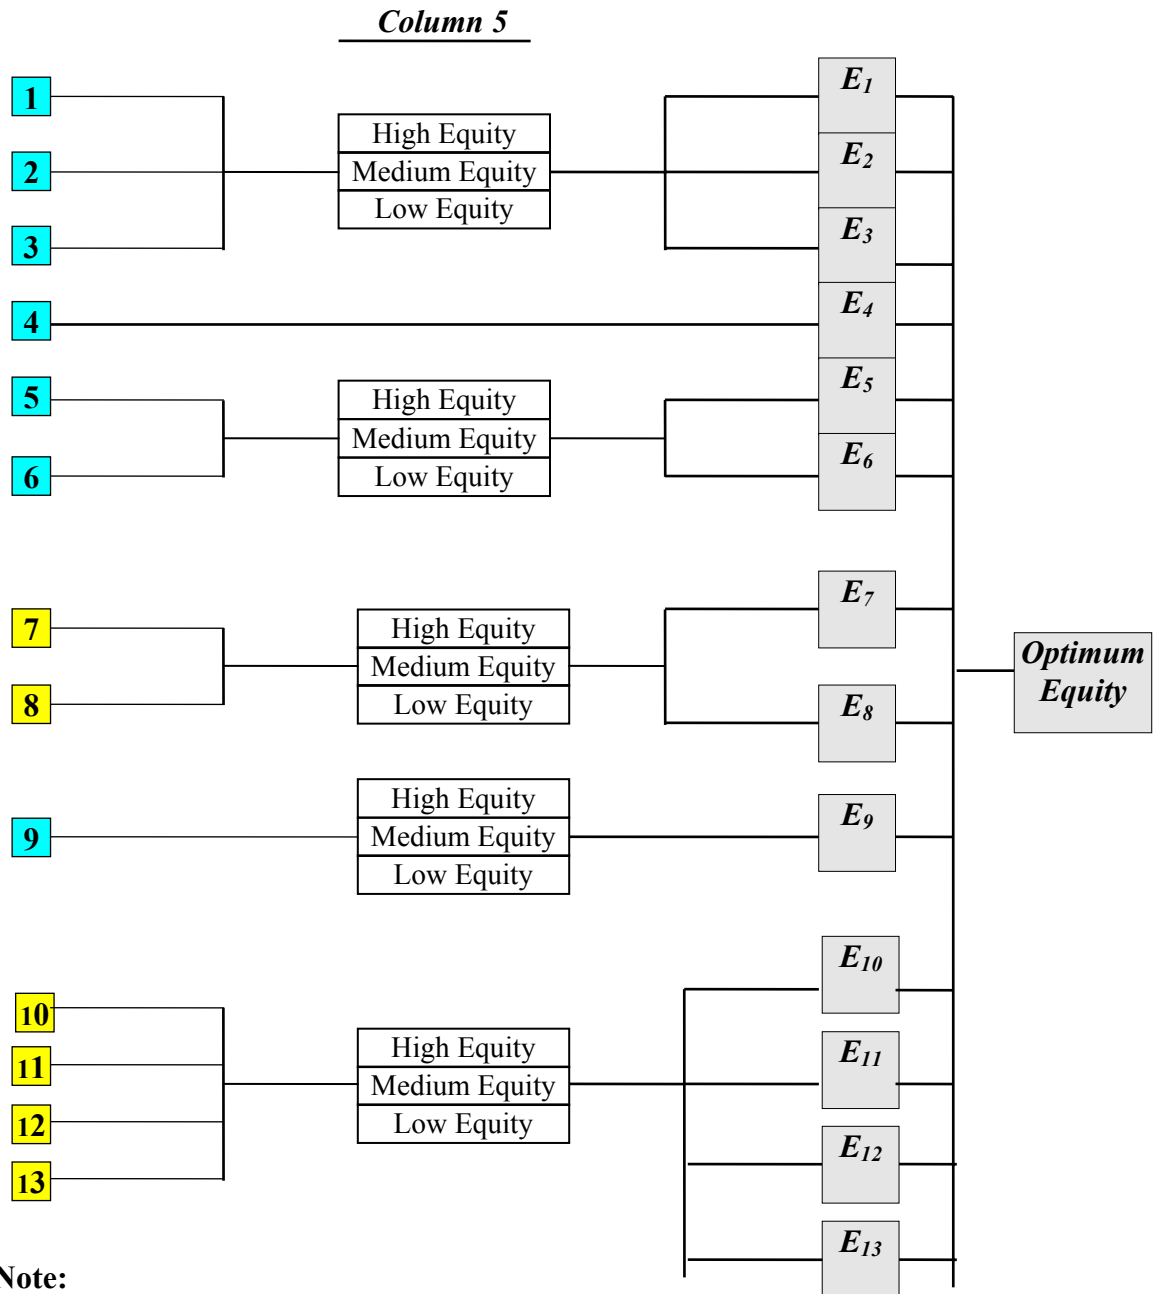 Column 5
1
2
3
High Equity
Medium Equity
Low Equity
E1
E2
E3
4
E4
5
6
High Equity
Medium Equity
Low Equity
E5
E6
7
8
High Equity
Medium Equity
Low Equity
E7
E8
Optimum
Equity
9
High Equity
Medium Equity
Low Equity
E9
10
11
12
13
High Equity
Medium Equity
Low Equity
E10
E11
E12
E13
Note: